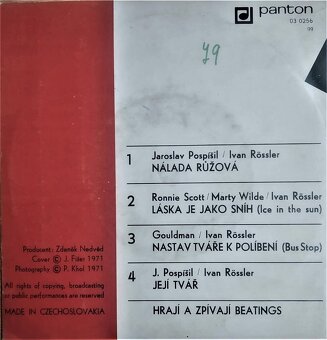 panton
03 0256
99
49
1 Jaroslav Pospíšil / Ivan Rössler
NÁLADA RŮŽOVÁ
2 Ronnie Scott / Marty Wilde / Ivan Rössler
LÁSKA JE JAKO SNÍH (Ice in the sun)
3 Gouldman / Ivan Rössler
NASTAV TVÁŘE K POLÍBENÍ (Bus Stop)
4 J. Pospíšil / Ivan Rössler
JEJÍ TVÁŘ
HRAJÍ A ZPÍVAJÍ BEATINGS
Producent: Zdeněk Nedvěd
Cover © J. Fišer 1971
Photography © P. Khol 1971
All rights of copying, broadcasting
or public performances are reserved
MADE IN CZECHOSLOVAKIA